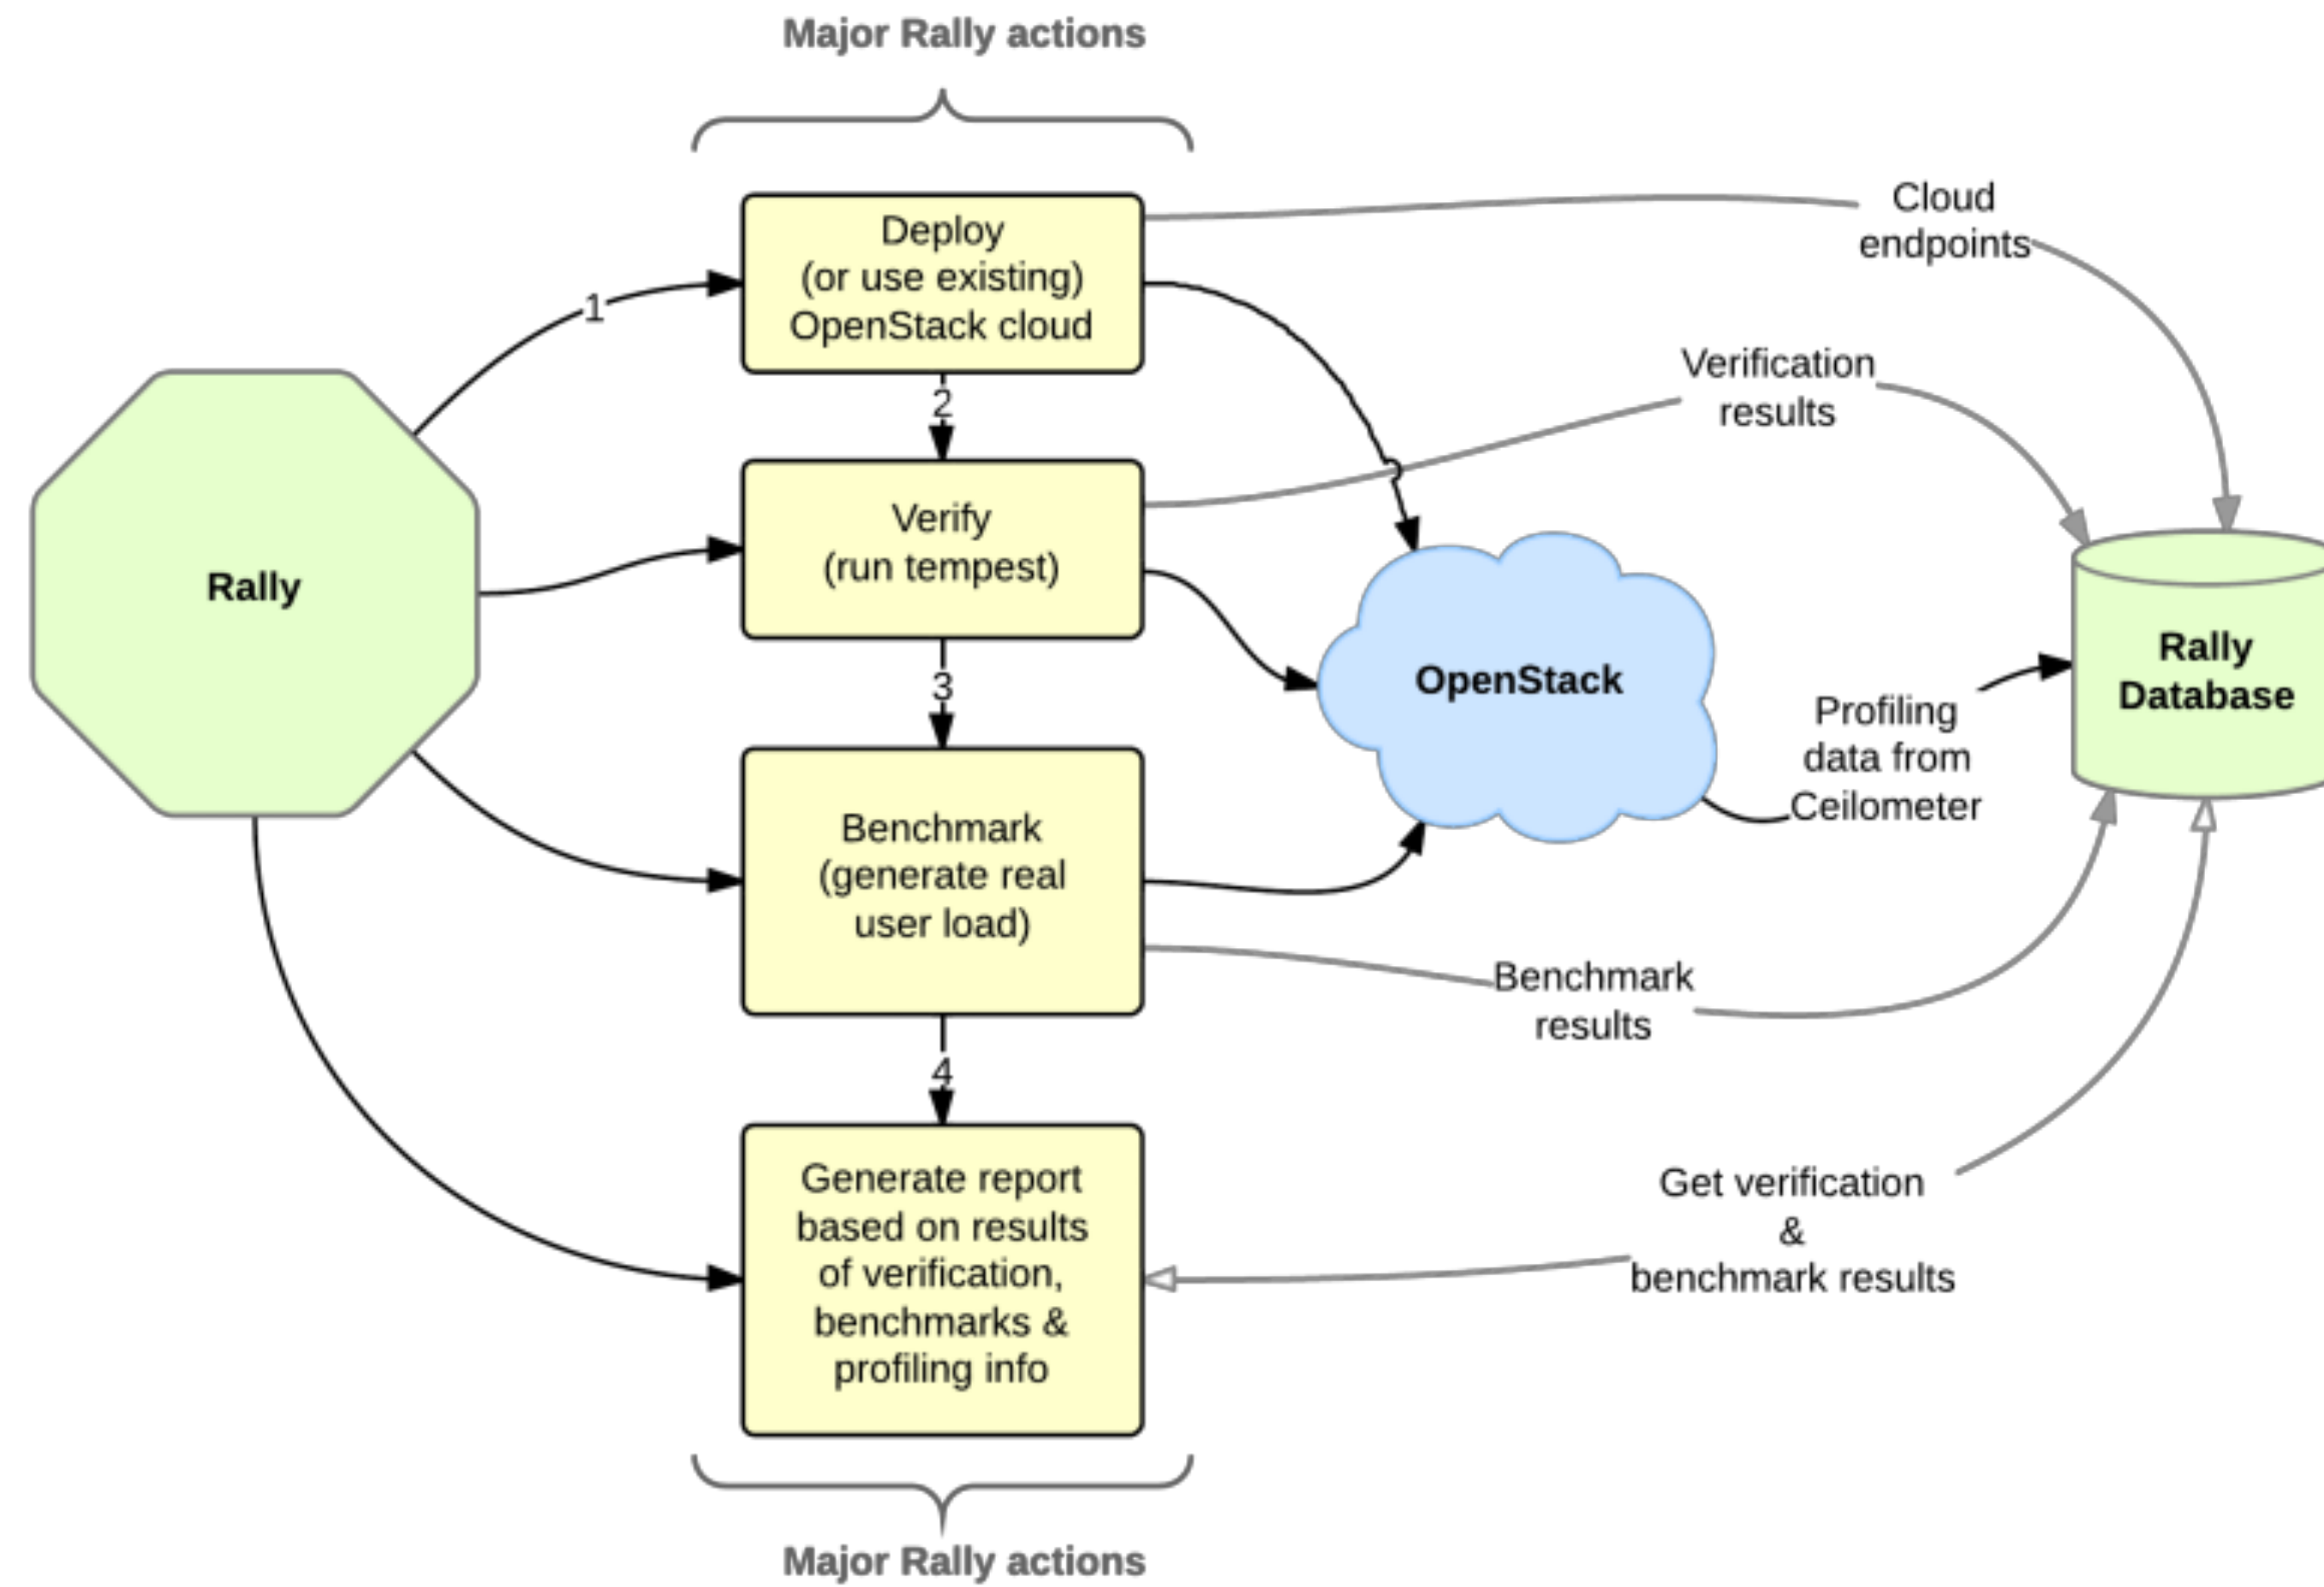 Major Rally actions
Cloud
endpoints
Deploy
(or use existing)
OpenStack cloud
1
2
Verification
results
Verify
(run tempest)
Rally
3
OpenStack
Rally
Database
Profiling
data from
Ceilometer
Benchmark
(generate real
user load)
Benchmark
results
4
Generate report
based on results
of verification,
benchmarks &
profiling info
Get verification
&
benchmark results
Major Rally actions